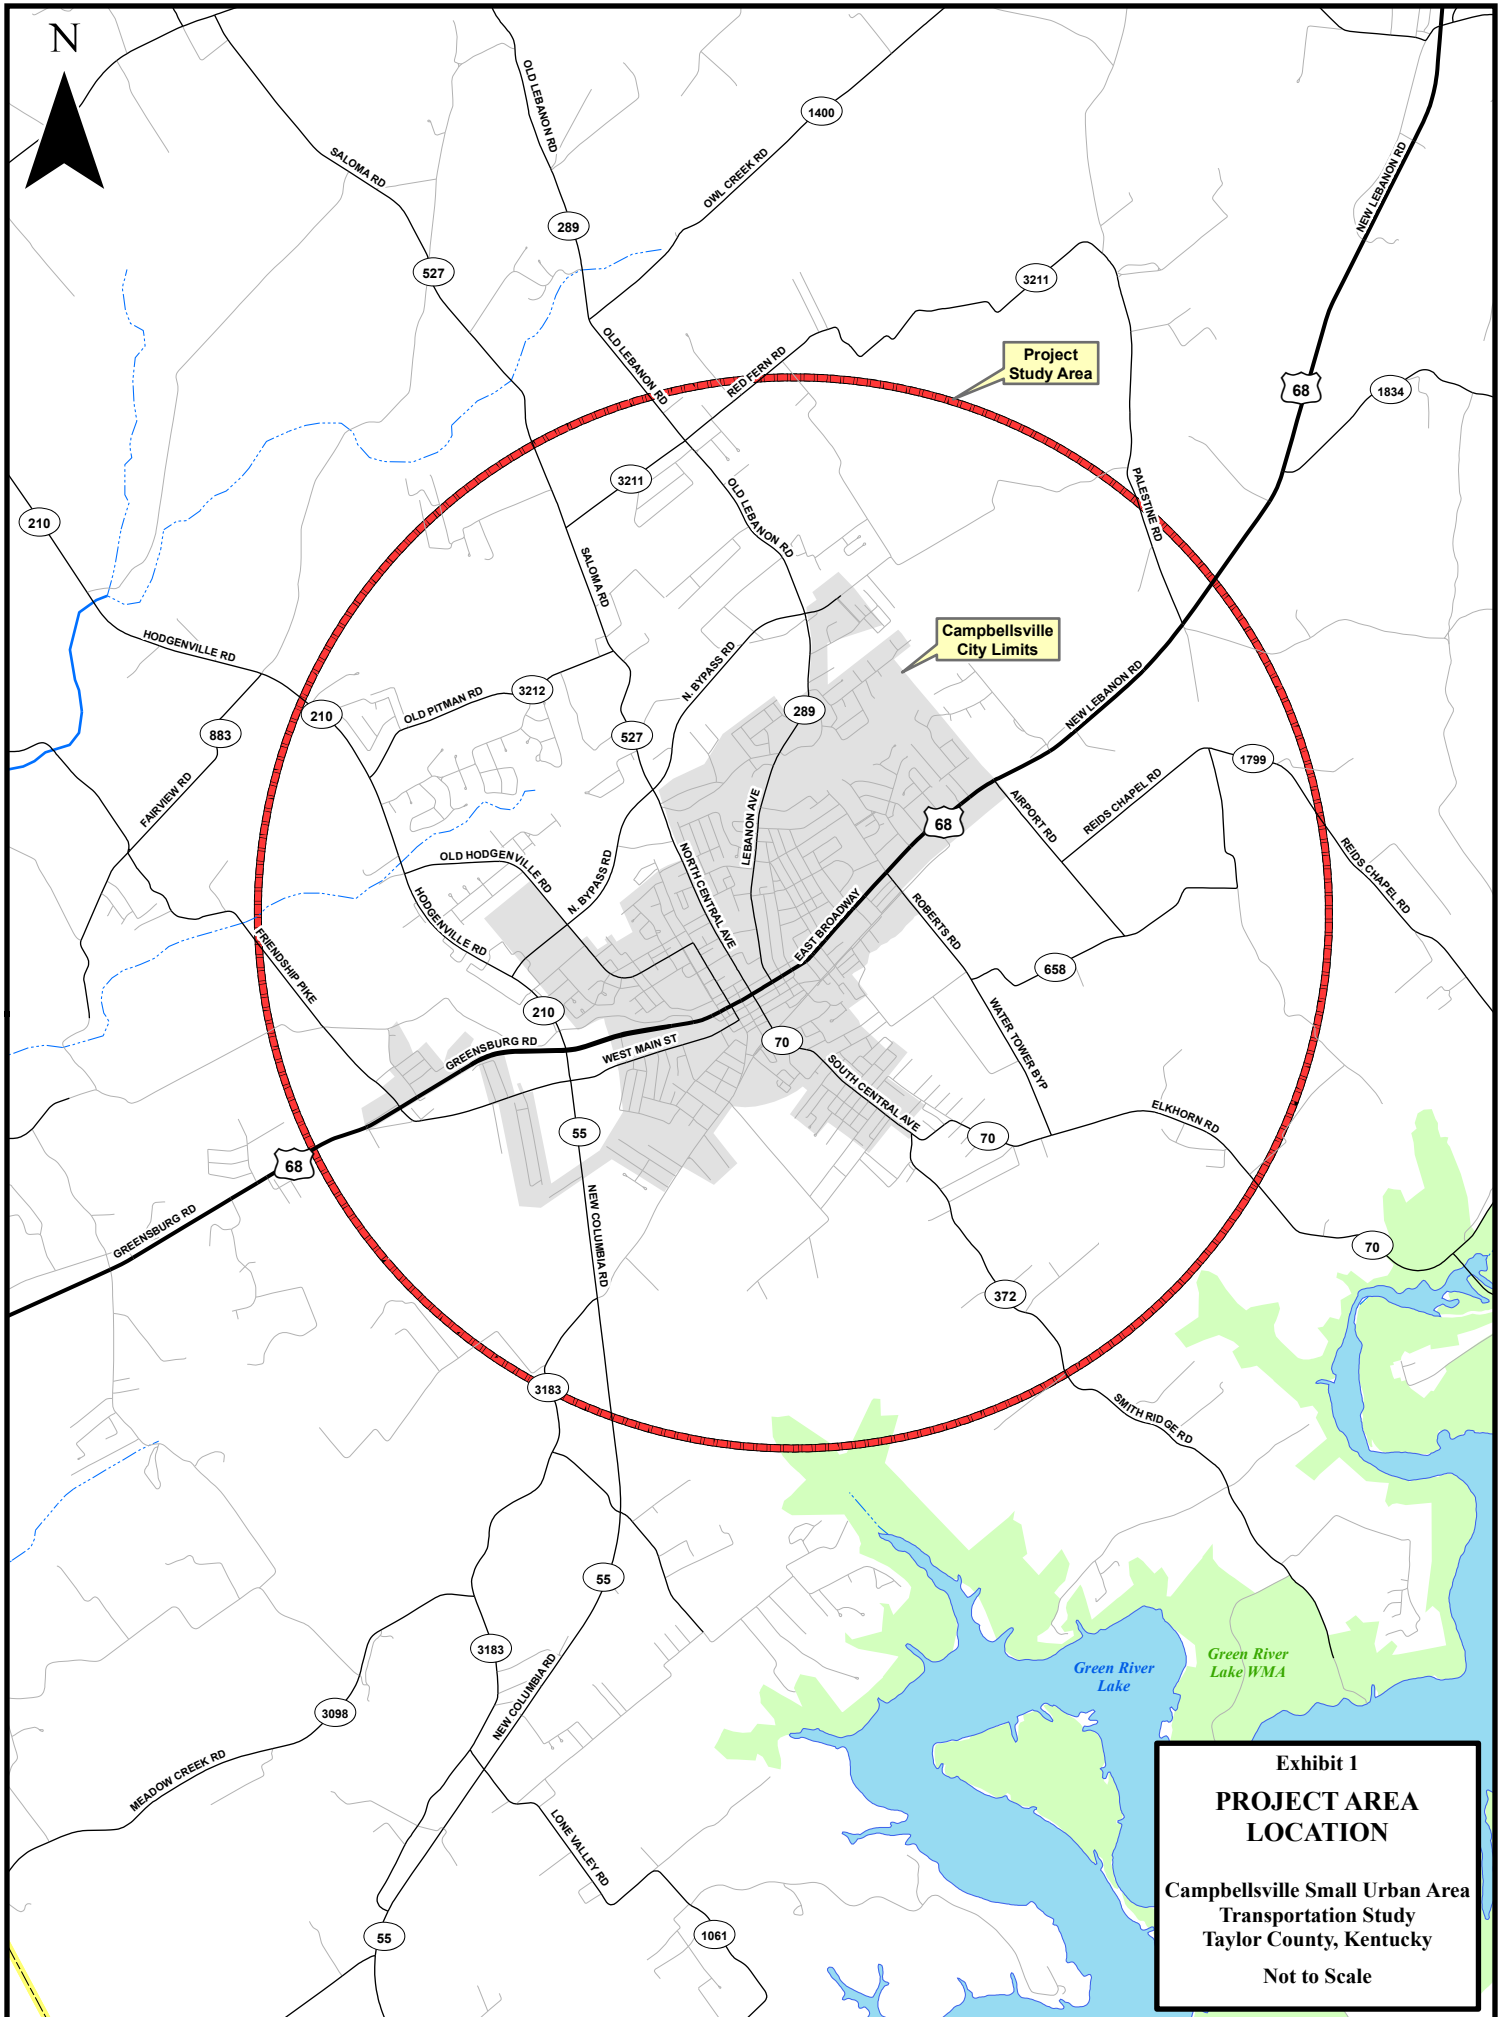 N
OLD LEBANON RD
1400
SALOMA RD
OWL CREEK RD
NEW LEBANON RD
289
527
3211
OLD LEBANON RD
RED FERN RD
Project
Study Area
68
1834
3211
OLD LEBANON RD
PALESTINE RD
210
SALOMA RD
HODGENVILLE RD
Campbellsville
City Limits
N. BYPASS RD
OLD PITMAN RD
3212
NEW LEBANON RD
210
289
883
527
1799
FAIRVIEW RD
LEBANON AVE
AIRPORT RD
REIDS CHAPEL RD
68
OLD HODGENVILLE RD
NORTH CENTRAL AVE
N. BYPASS RD
REIDS CHAPEL RD
HODGENVILLE RD
EAST BROADWAY
ROBERTS RD
FRIENDSHIP PIKE
658
210
WATER TOWER BYP
GREENSBURG RD
WEST MAIN ST
70
SOUTH CENTRAL AVE
ELKHORN RD
55
70
68
GREENSBURG RD
NEW COLUMBIA RD
70
372
3183
SMITH RIDGE RD
55
3183
NEW COLUMBIA RD
Green River
Lake
Green River
Lake WMA
3098
MEADOW CREEK RD
LONE VALLEY RD
55
1061
Exhibit 1
PROJECT AREA
LOCATION
Campbellsville Small Urban Area
Transportation Study
Taylor County, Kentucky
Not to Scale